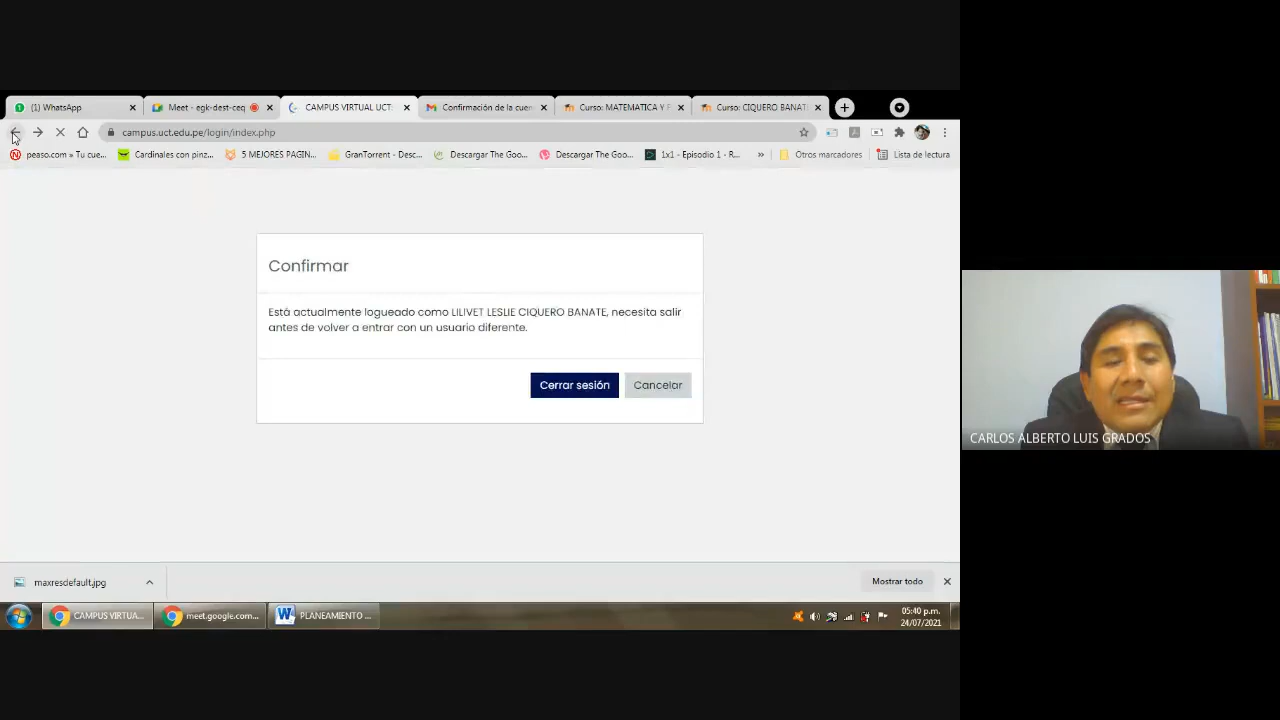 (1) WhatsApp
Meet - egk-dest-ceq
CAMPUS VIRTUAL UCT:
Confirmación de la cuen
Curso: MATEMATICA Y F
Curso: CIQUERO BANATE
campus.uct.edu.pe/login/index.php
peaso.com » Tu cue...
Cardinales con pinz...
5 MEJORES PAGIN...
GranTorrent - Desc...
Descargar The Goo...
Descargar The Goo...
1x1 - Episodio 1 - R...
»
Otros marcadores
Lista de lectura
Confirmar
Está actualmente logueado como LILIVET LESLIE CIQUERO BANATE, necesita salir
antes de volver a entrar con un usuario diferente.
Cerrar sesión
Cancelar
CARLOS ALBERTO LUIS GRADOS
maxresdefault.jpg
Mostrar todo
CAMPUS VIRTUA...
meet.google.com...
PLANEAMIENTO ...
05:40 p.m.
24/07/2021